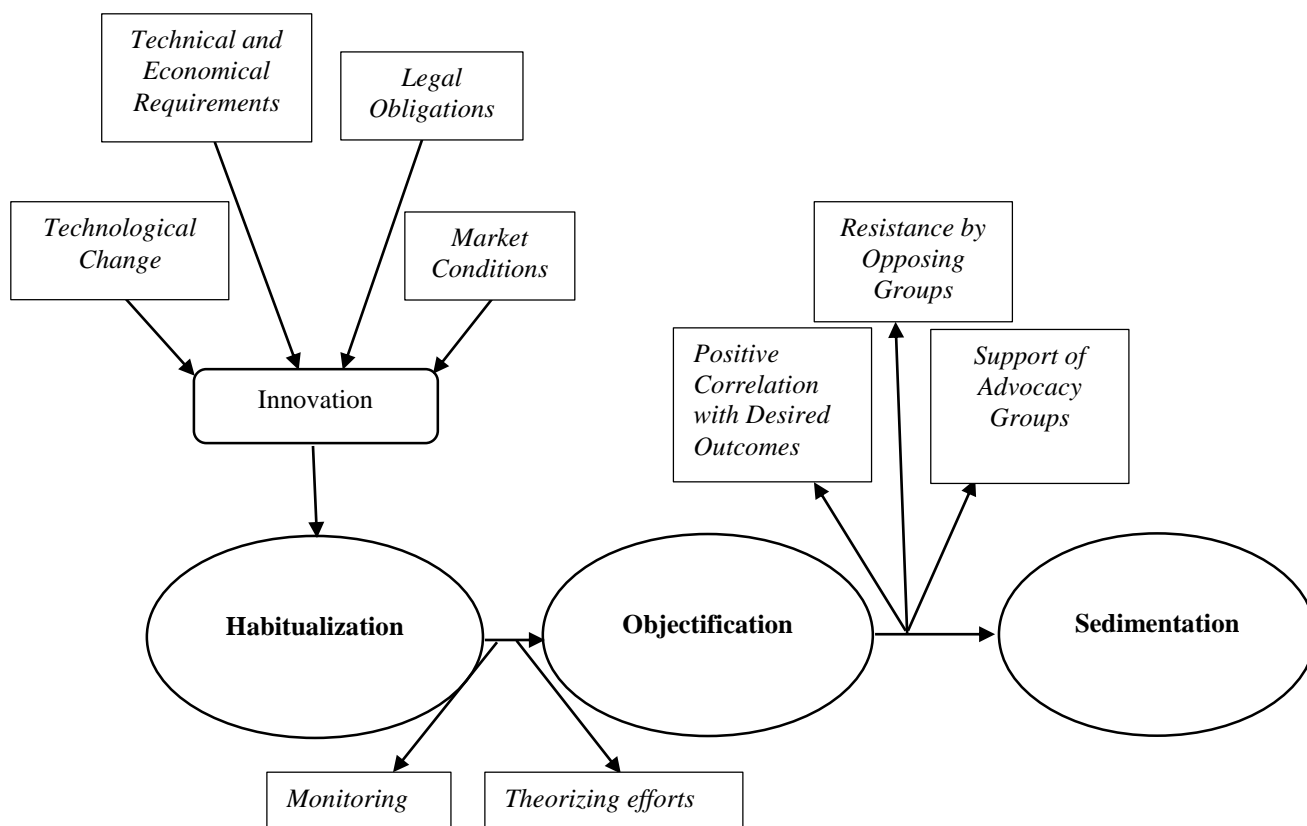 Technical and
Economical
Requirements
Legal
Obligations
Technological
Change
Market
Conditions
Innovation
Resistance by
Opposing
Groups
Positive
Correlation
with Desired
Outcomes
Support of
Advocacy
Groups
Habitualization
Objectification
Sedimentation
Monitoring
Theorizing efforts